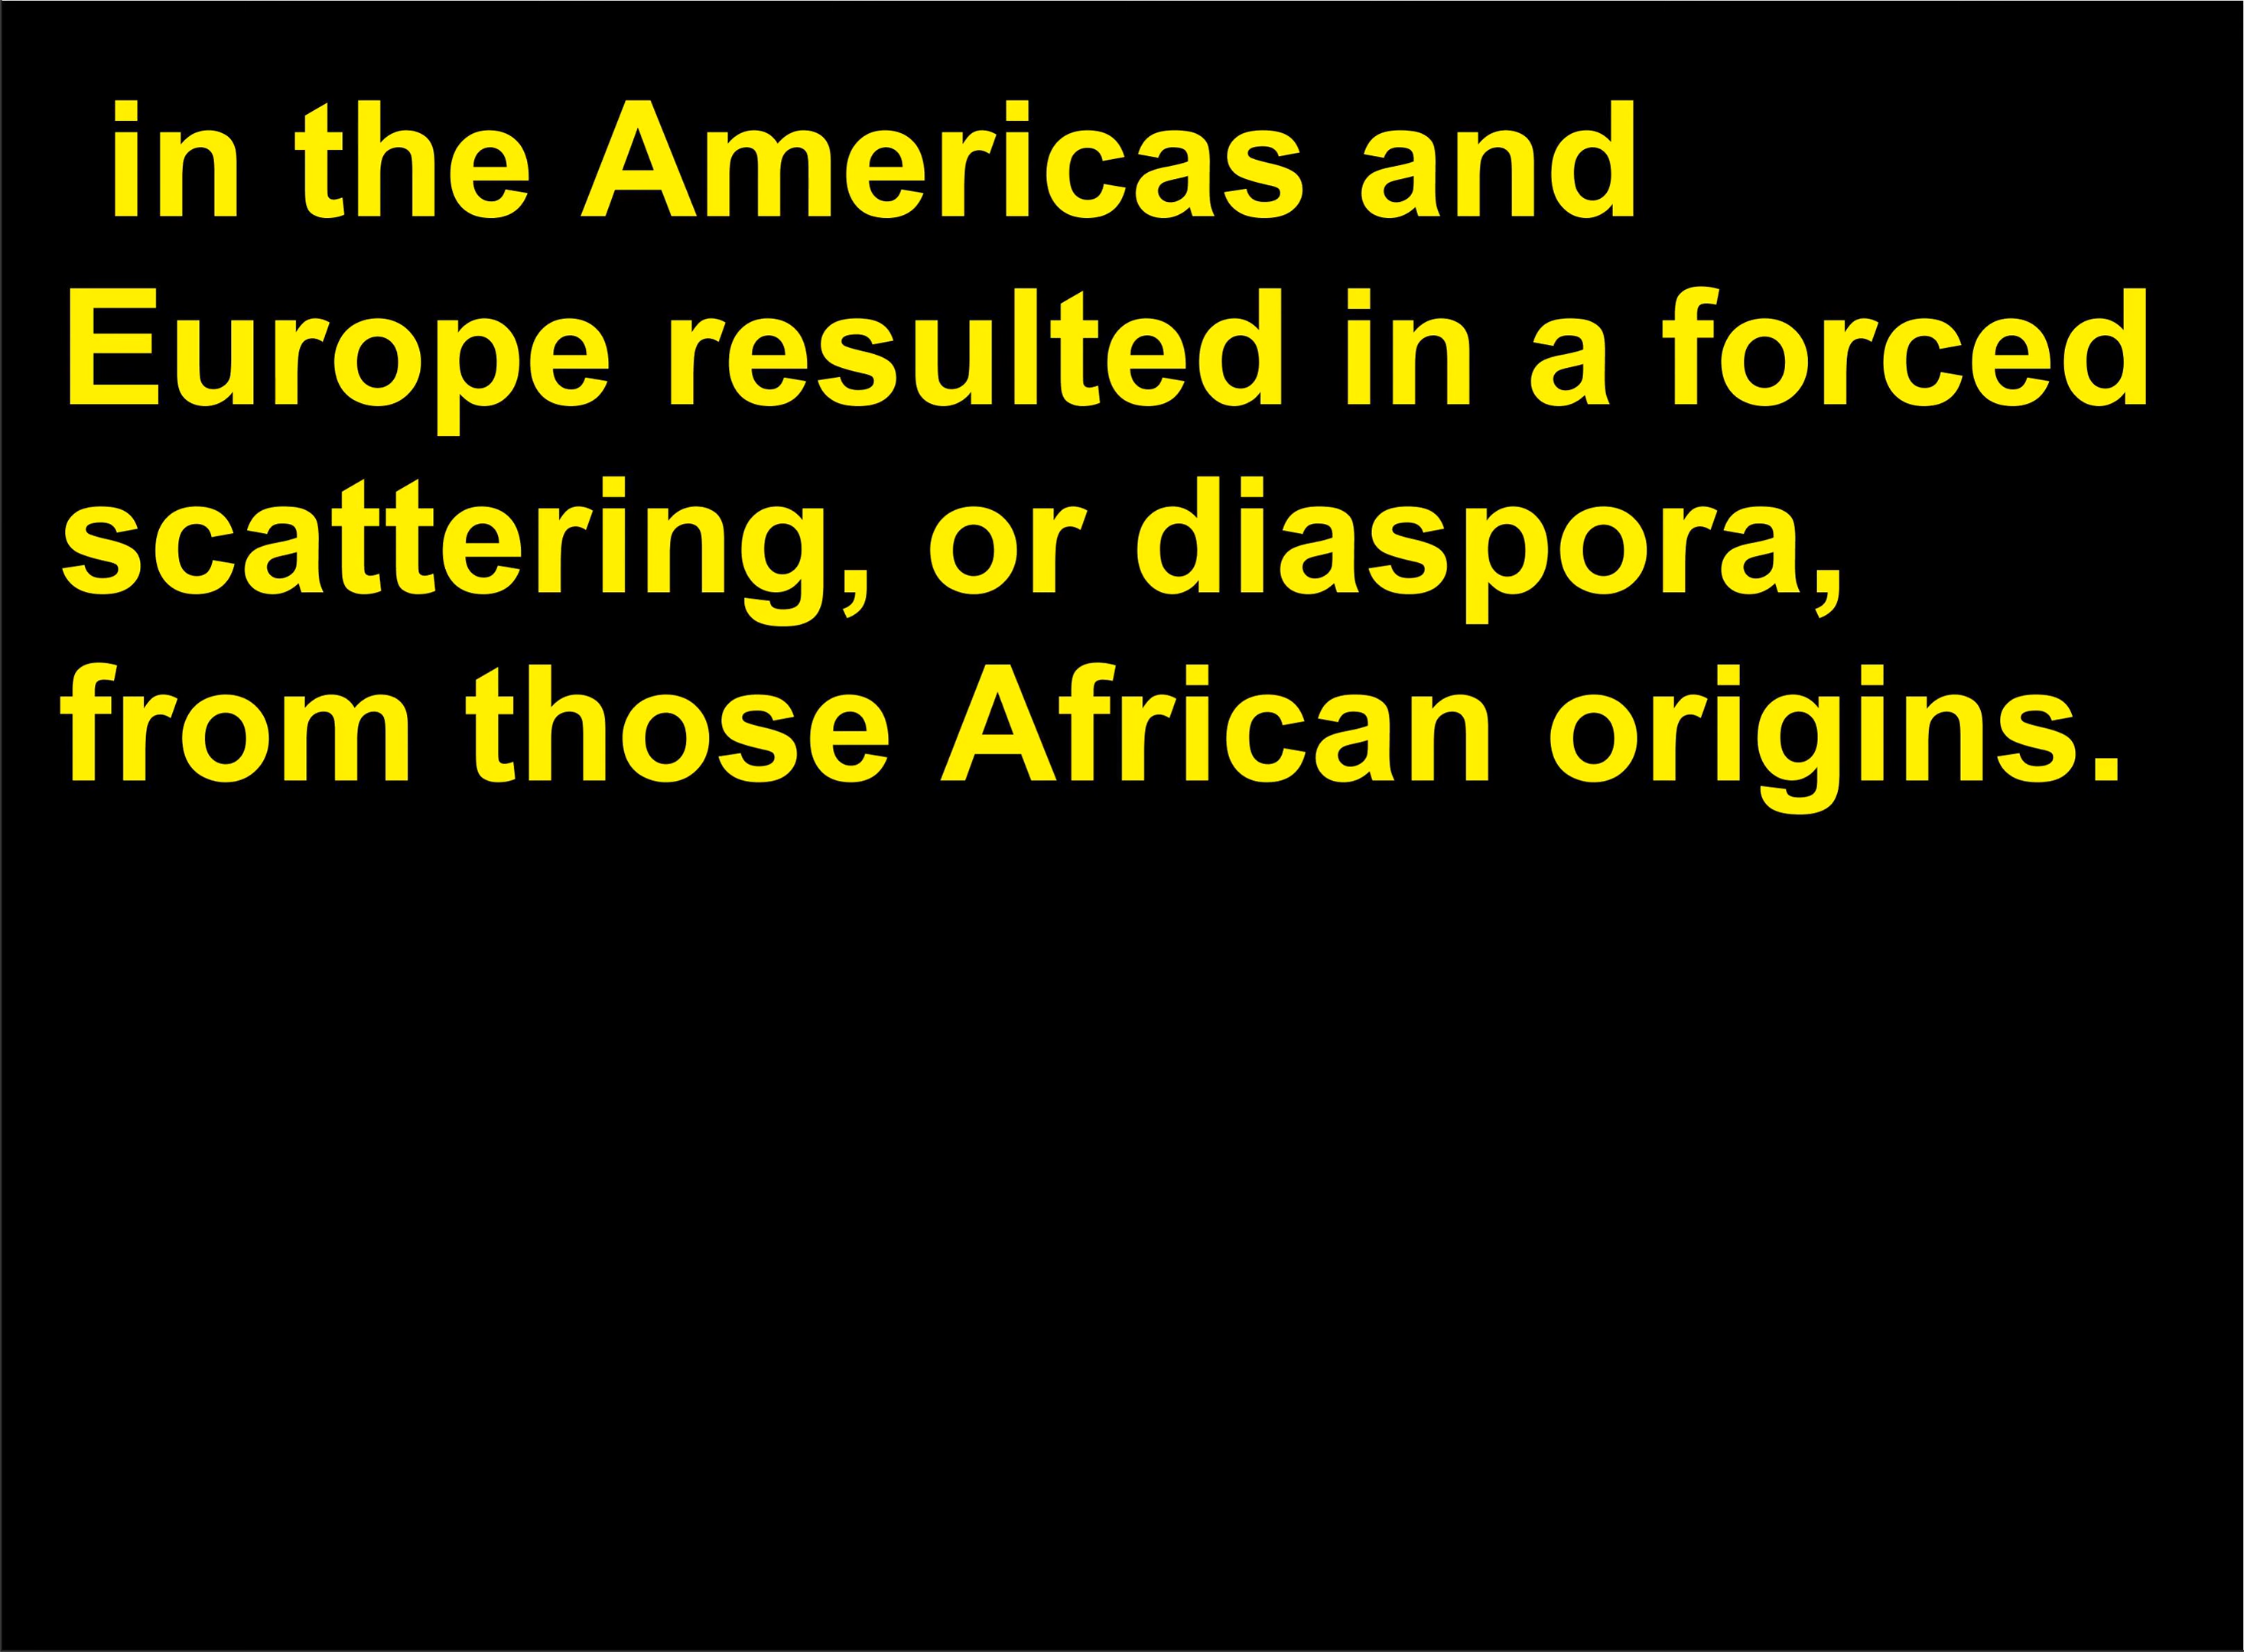 in the Americas and
Europe resulted in a forced
scattering, or diaspora,
from those African origins.